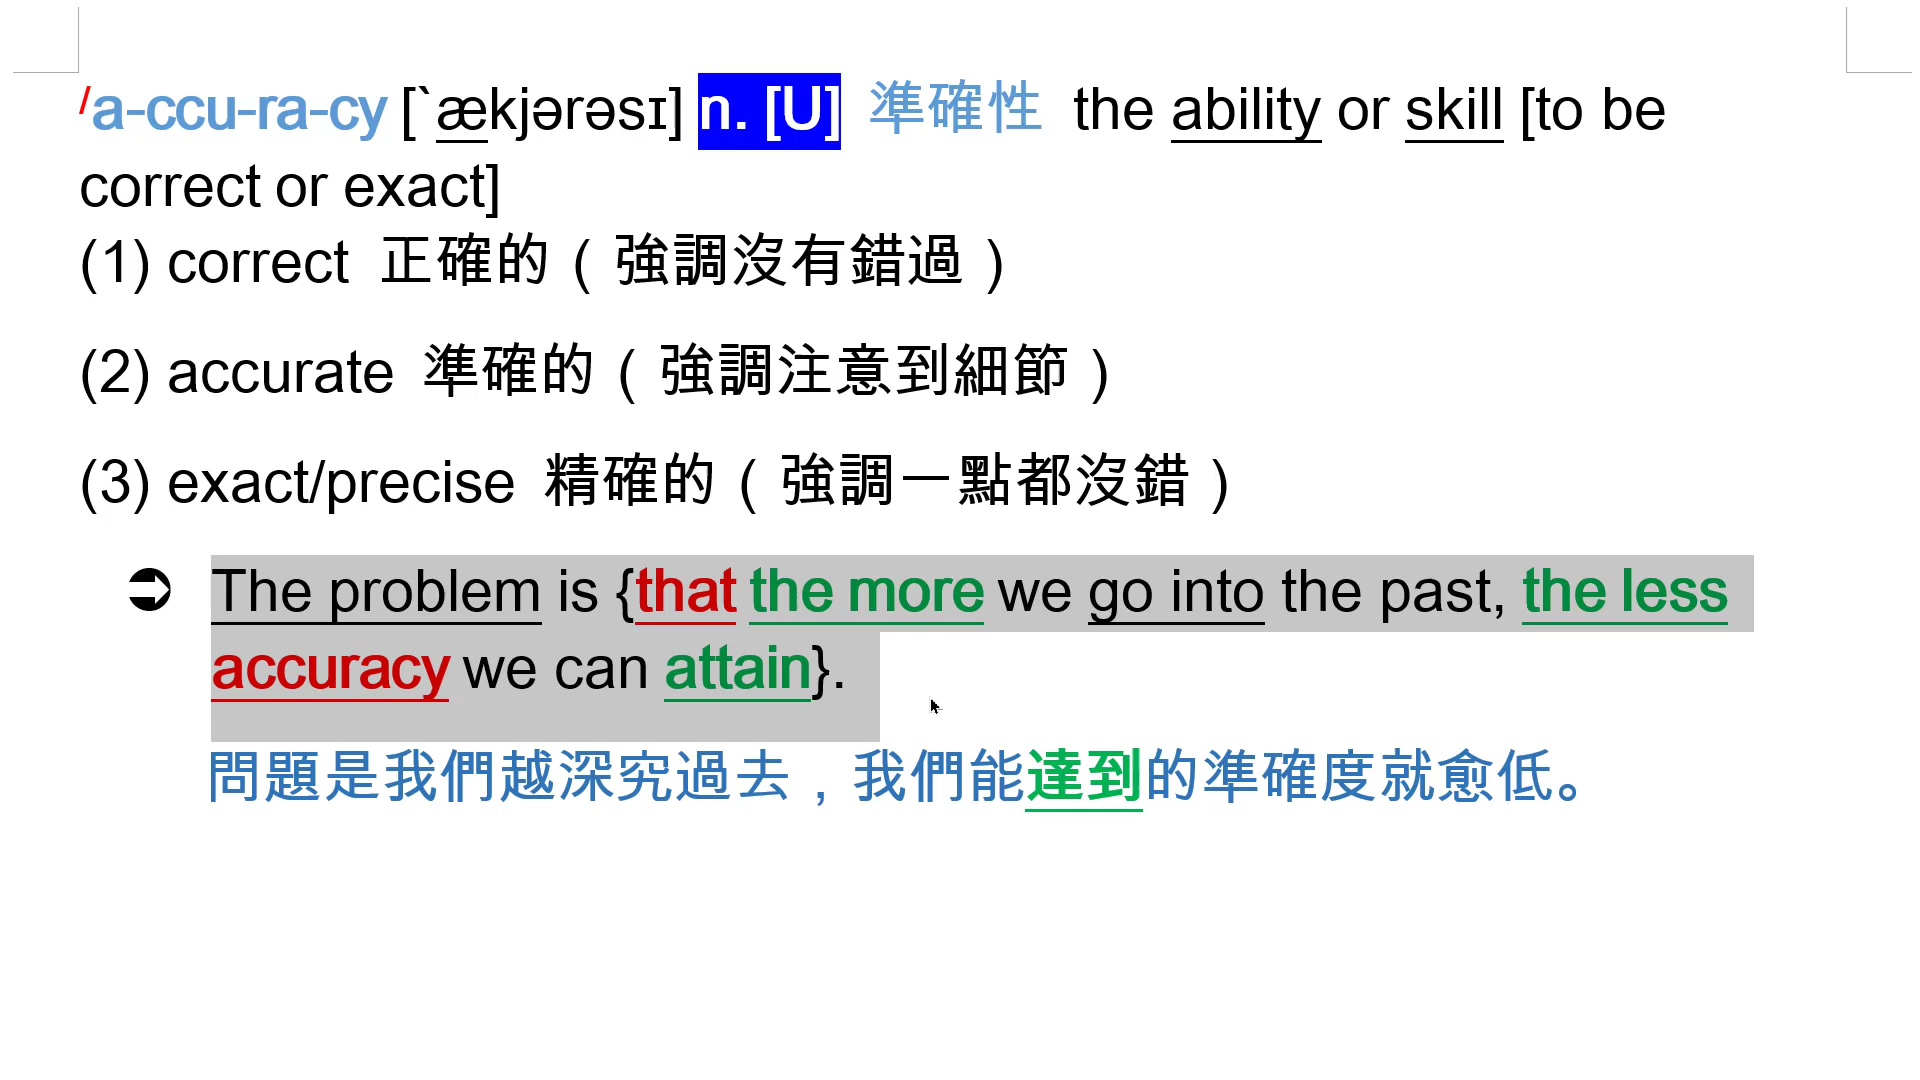 /a-ccu-ra-cy [`ækjərəsɪ] n. [U] 準確性 the ability or skill [to be
correct or exact]
(1) correct 正確的（強調沒有錯過）
(2) accurate 準確的（強調注意到細節）
(3) exact/precise 精確的（強調一點都沒錯）
➲ The problem is {that the more we go into the past, the less
accuracy we can attain}.
問題是我們越深究過去，我們能達到的準確度就愈低。